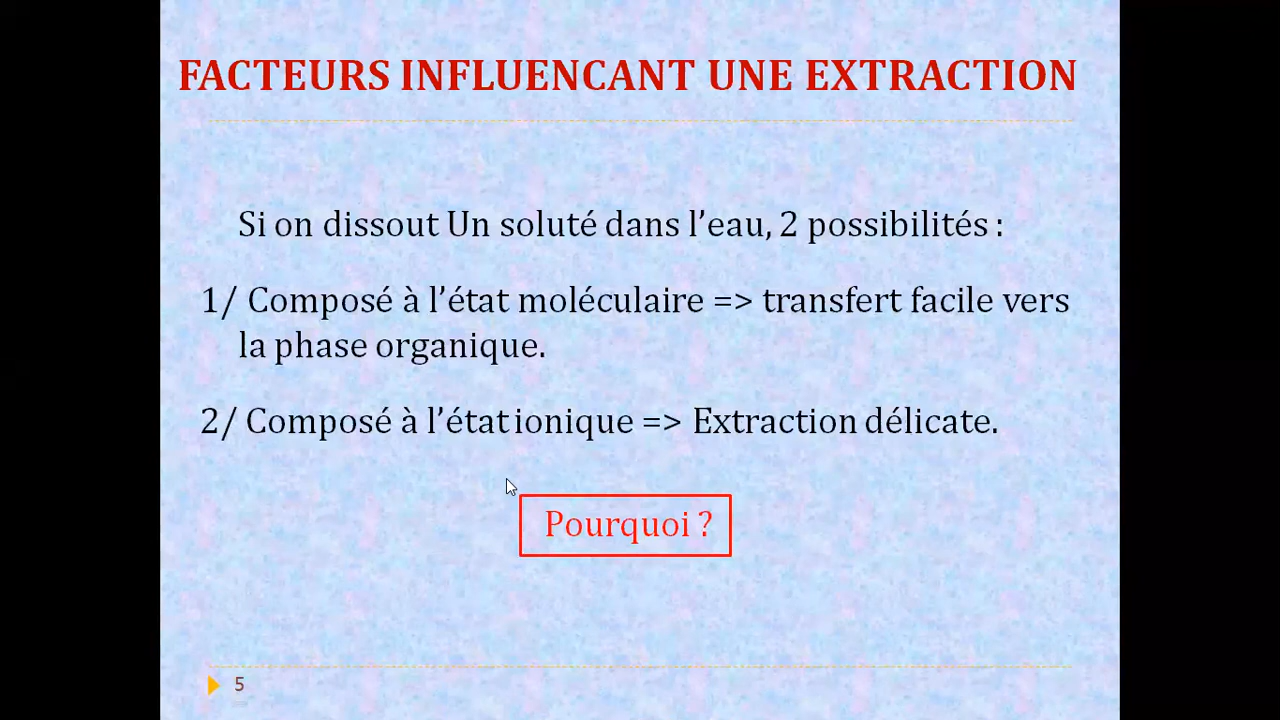 FACTEURS INFLUENCANT UNE EXTRACTION
Si on dissout Un soluté dans l’eau, 2 possibilités :
1/ Composé à l’état moléculaire => transfert facile vers
la phase organique.
2/ Composé à l’état ionique => Extraction délicate.
Pourquoi ?
5